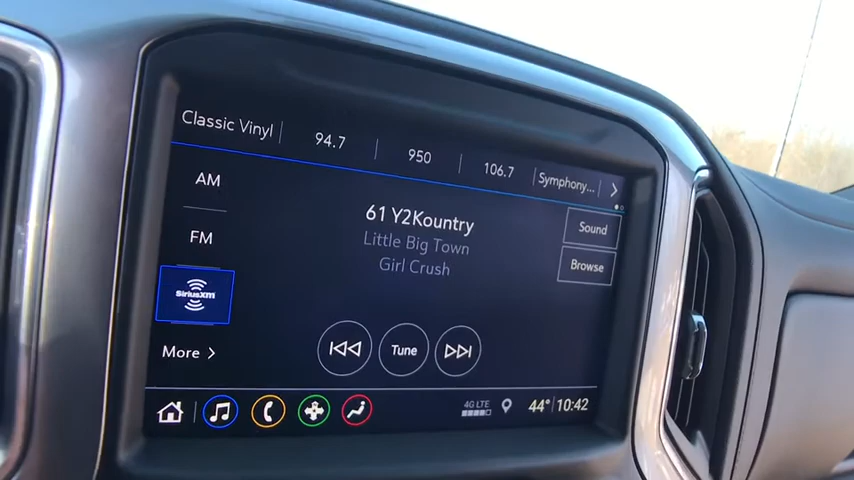 Classic Vinyl 94.7 950 106.7 Symphony...
AM
FM
SiriusXM
More
61 Y2Kountry
Little Big Town
Girl Crush
Sound
Browse
Tune
4G LTE
44° 10:42